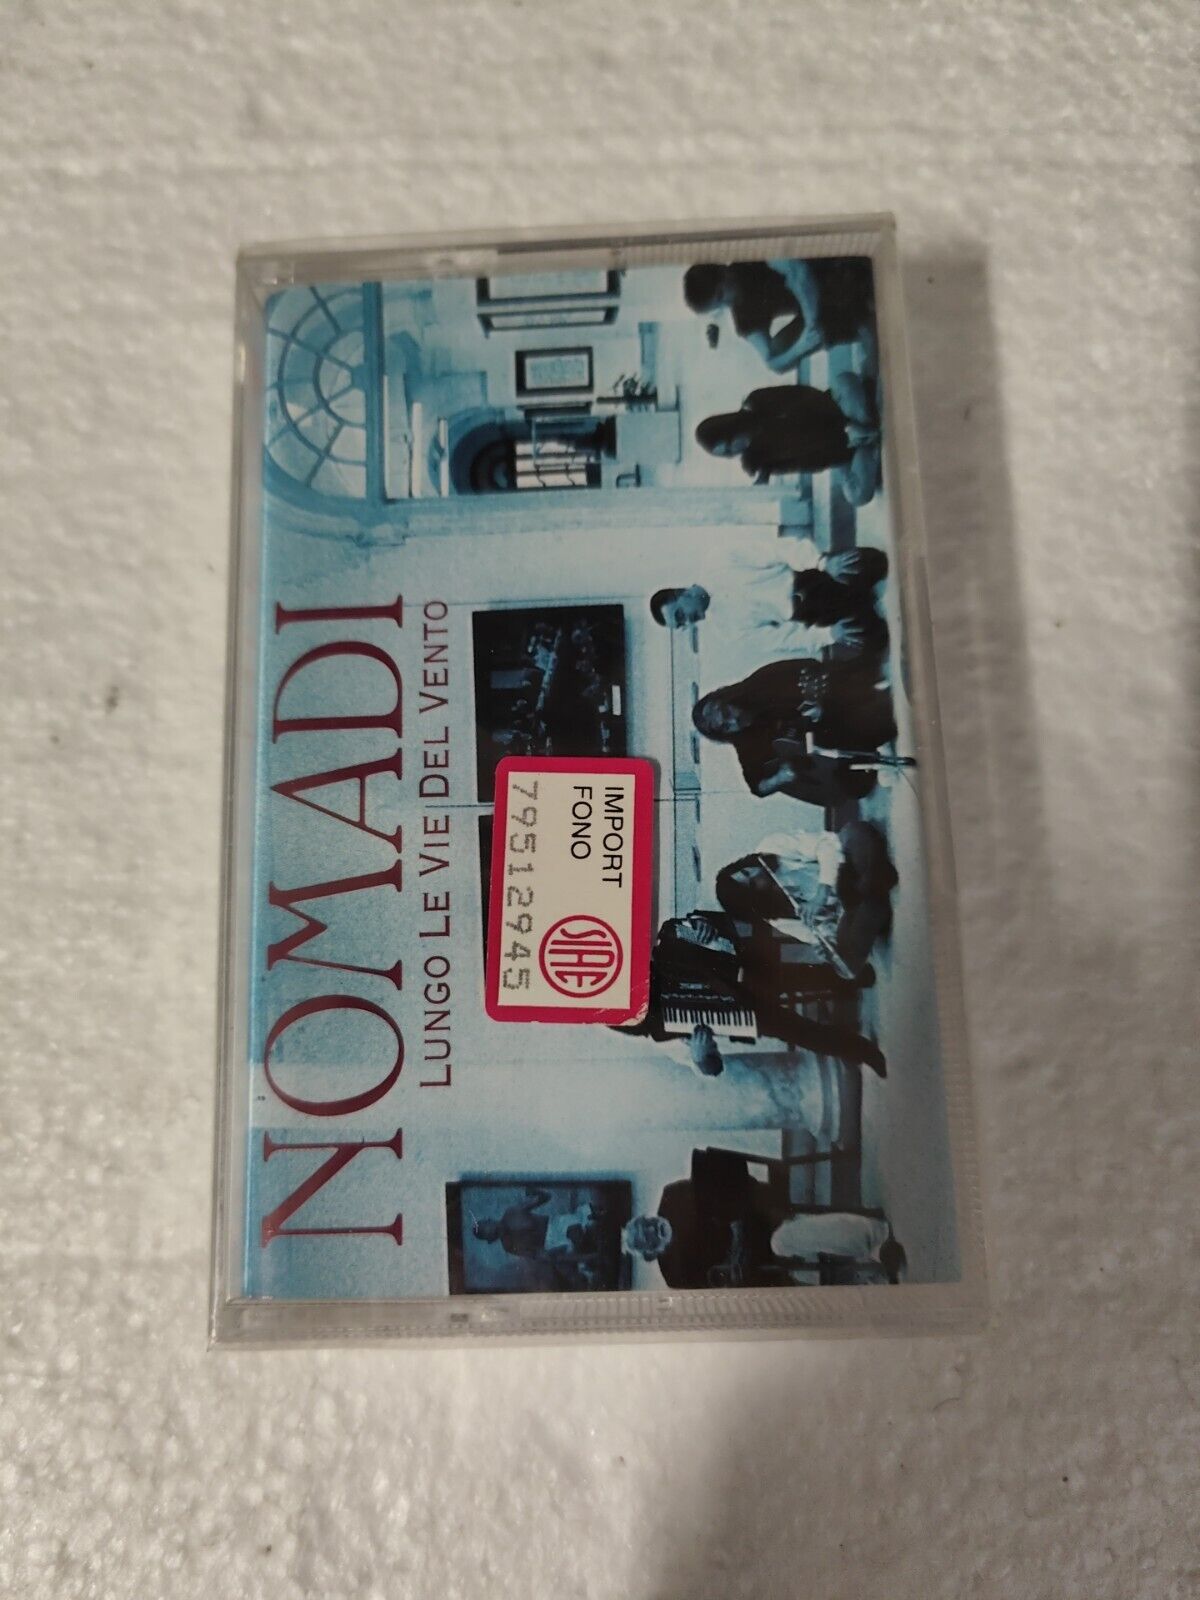 NOMADI
LUNGO LE VIE DEL VENTO
IMPORT
FONO
SIAE
79512945